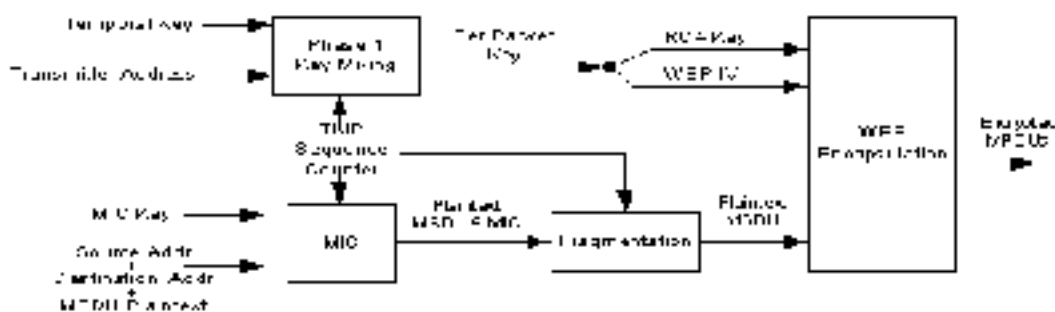 Temporal Key
Transmitter Address
Phase 1
Key Mixing
Per Packet
Key
RC4 Key
WEP IV
TKIP
Sequence
Counter
WEP
Encapsulation
Encrypted
MPDUs
MIC Key
Source Addr
+
Destination Addr
+
MSDU Plaintext
MIC
Plaintext
MSDU & MIC
Fragmentation
Plaintext
MSDU